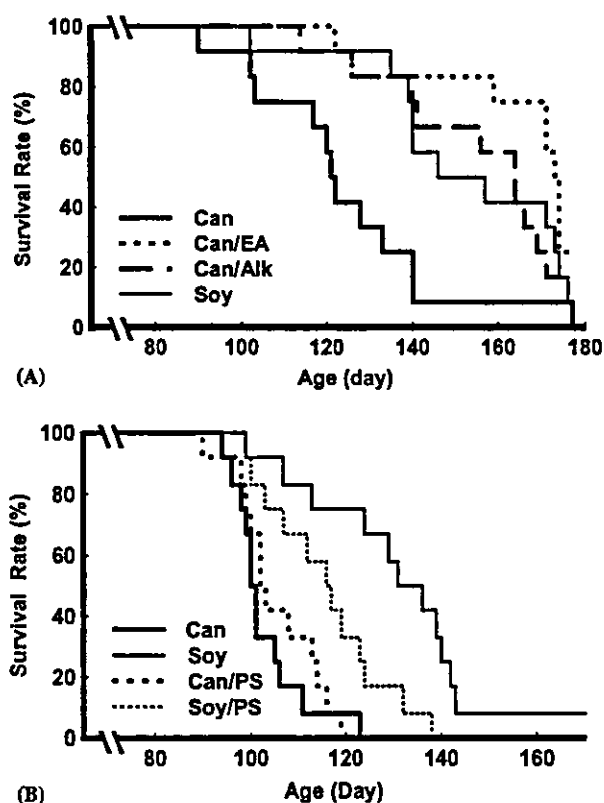 100
80
60
40
20
0
Survival Rate (%)
Can
Can/EA
Can/Alk
Soy
80 100 120 140 160 180
Age (day)
(A)
100
80
60
40
20
0
Survival Rate (%)
Can
Soy
Can/PS
Soy/PS
80 100 120 140 160
Age (Day)
(B)